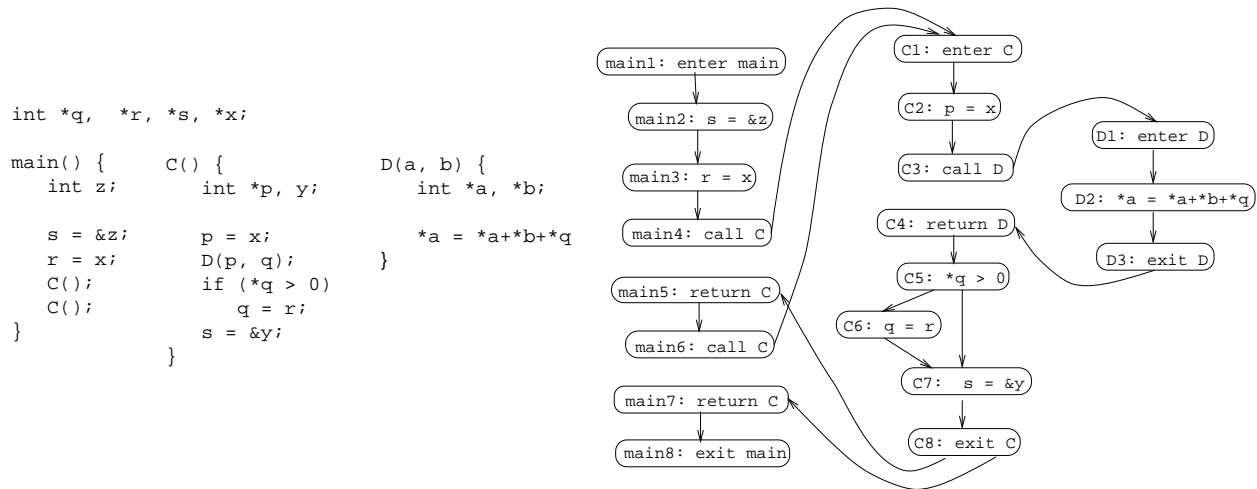 int *q, *r, *s, *x;
main() {
int z;
s = &z;
r = x;
C();
C();
}
C() {
int *p, y;
p = x;
D(p, q);
if (*q > 0)
q = r;
s = &y;
}
D(a, b) {
int *a, *b;
*a = *a+*b+*q
}
main1: enter main
main2: s = &z
main3: r = x
main4: call C
main5: return C
main6: call C
main7: return C
main8: exit main
C1: enter C
C2: p = x
C3: call D
C4: return D
C5: *q > 0
C6: q = r
C7: s = &y
C8: exit C
D1: enter D
D2: *a = *a+*b+*q
D3: exit D